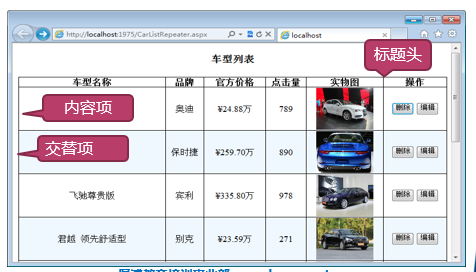 http://localhost:1975/CarListRepeater.aspx
localhost
标题头
车型列表
车型名称 品牌 官方价格 点击量 实物图 操作
内容项 奥迪 ¥24.88万 789 删除 编辑
交替项 保时捷 ¥259.70万 890 删除 编辑
飞驰尊贵版 宾利 ¥335.80万 978 删除 编辑
君越 领先舒适型 别克 ¥23.59万 271 删除 编辑